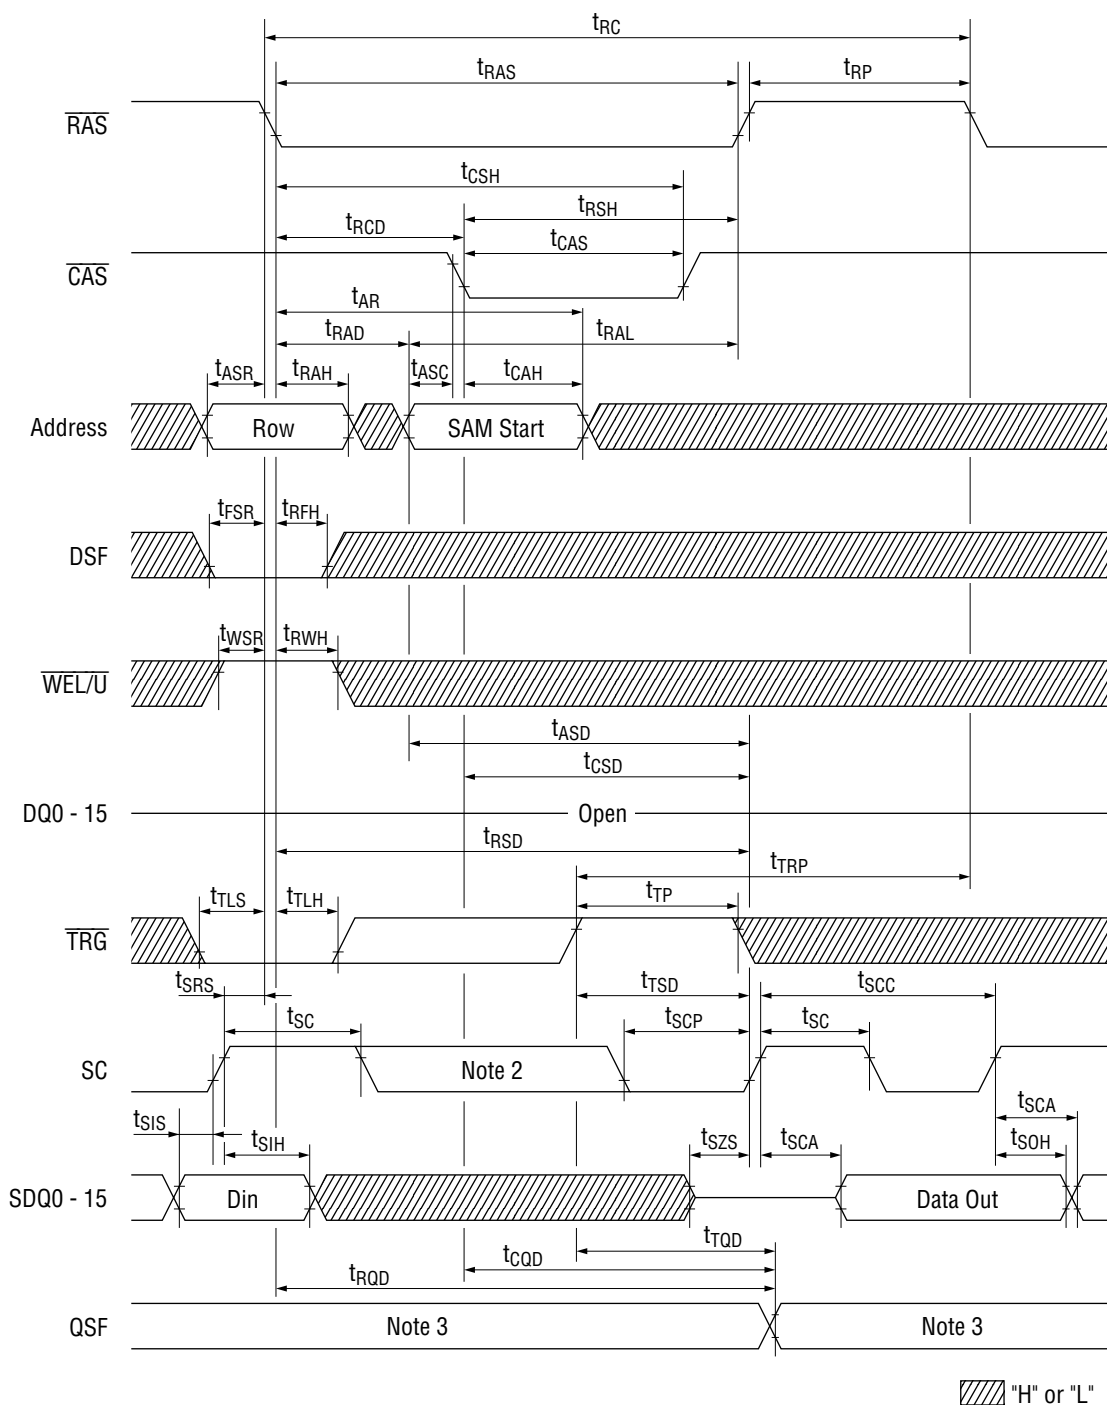 tRC
tRAS tRP
RAS
tCSH
tRSH
tRCD
tCAS
CAS
tAR
tRAD tRAL
tASR tRAH tASC tCAH
Address Row SAM Start
tFSR tRFH
DSF
tWSR tRWH
WEL/U
tASD
tCSD
DQ0 - 15 Open
tRSD
tTRP
tTLS tTLH tTP
TRG
tSRS tTSD tSCC
tSC tSCP tSC
SC Note 2
tSIS tSCA
tSIH tSZS tSCA tSOH
SDQ0 - 15 Din Data Out
tTQD
tCQD
tRQD
QSF Note 3 Note 3
"H" or "L"